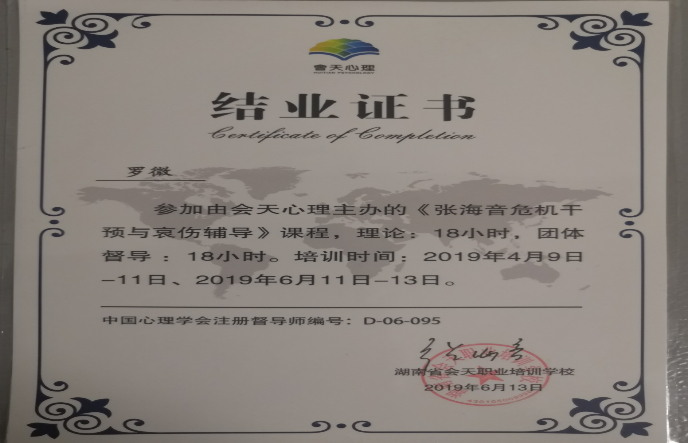 會天心理
HUITIAN PSYCHOLOGY
结业证书
Certificate of Completion
罗微
参加由会天心理主办的《张海音危机干
预与哀伤辅导》课程，理论：18小时，团体
督导：18小时。培训时间：2019年4月9日
-11日、2019年6月11日-13日。
中国心理学会注册督导师编号：D-06-095
湖南省会天职业培训学校
2019年6月13日